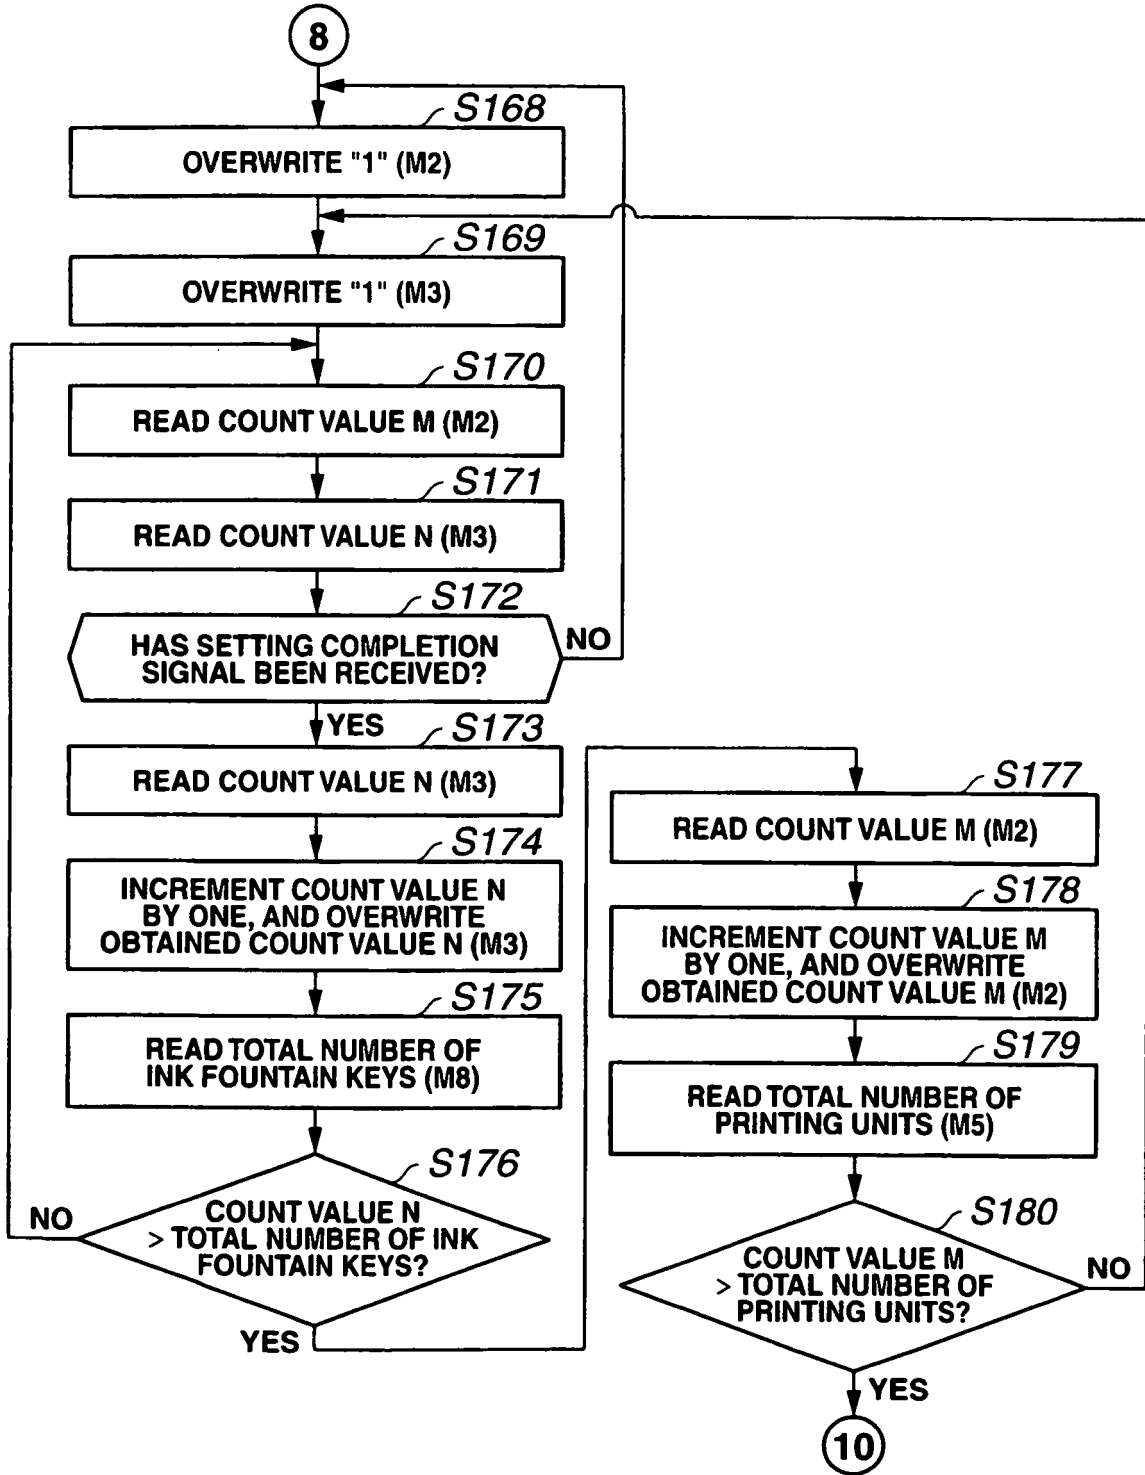 8
S168
OVERWRITE "1" (M2)
S169
OVERWRITE "1" (M3)
S170
READ COUNT VALUE M (M2)
S171
READ COUNT VALUE N (M3)
S172
HAS SETTING COMPLETION
SIGNAL BEEN RECEIVED?
NO
YES
S173
READ COUNT VALUE N (M3)
S174
INCREMENT COUNT VALUE N
BY ONE, AND OVERWRITE
OBTAINED COUNT VALUE N (M3)
S175
READ TOTAL NUMBER OF
INK FOUNTAIN KEYS (M8)
S176
COUNT VALUE N
> TOTAL NUMBER OF INK
FOUNTAIN KEYS?
NO
YES
S177
READ COUNT VALUE M (M2)
S178
INCREMENT COUNT VALUE M
BY ONE, AND OVERWRITE
OBTAINED COUNT VALUE M (M2)
S179
READ TOTAL NUMBER OF
PRINTING UNITS (M5)
S180
COUNT VALUE M
> TOTAL NUMBER OF
PRINTING UNITS?
NO
YES
10